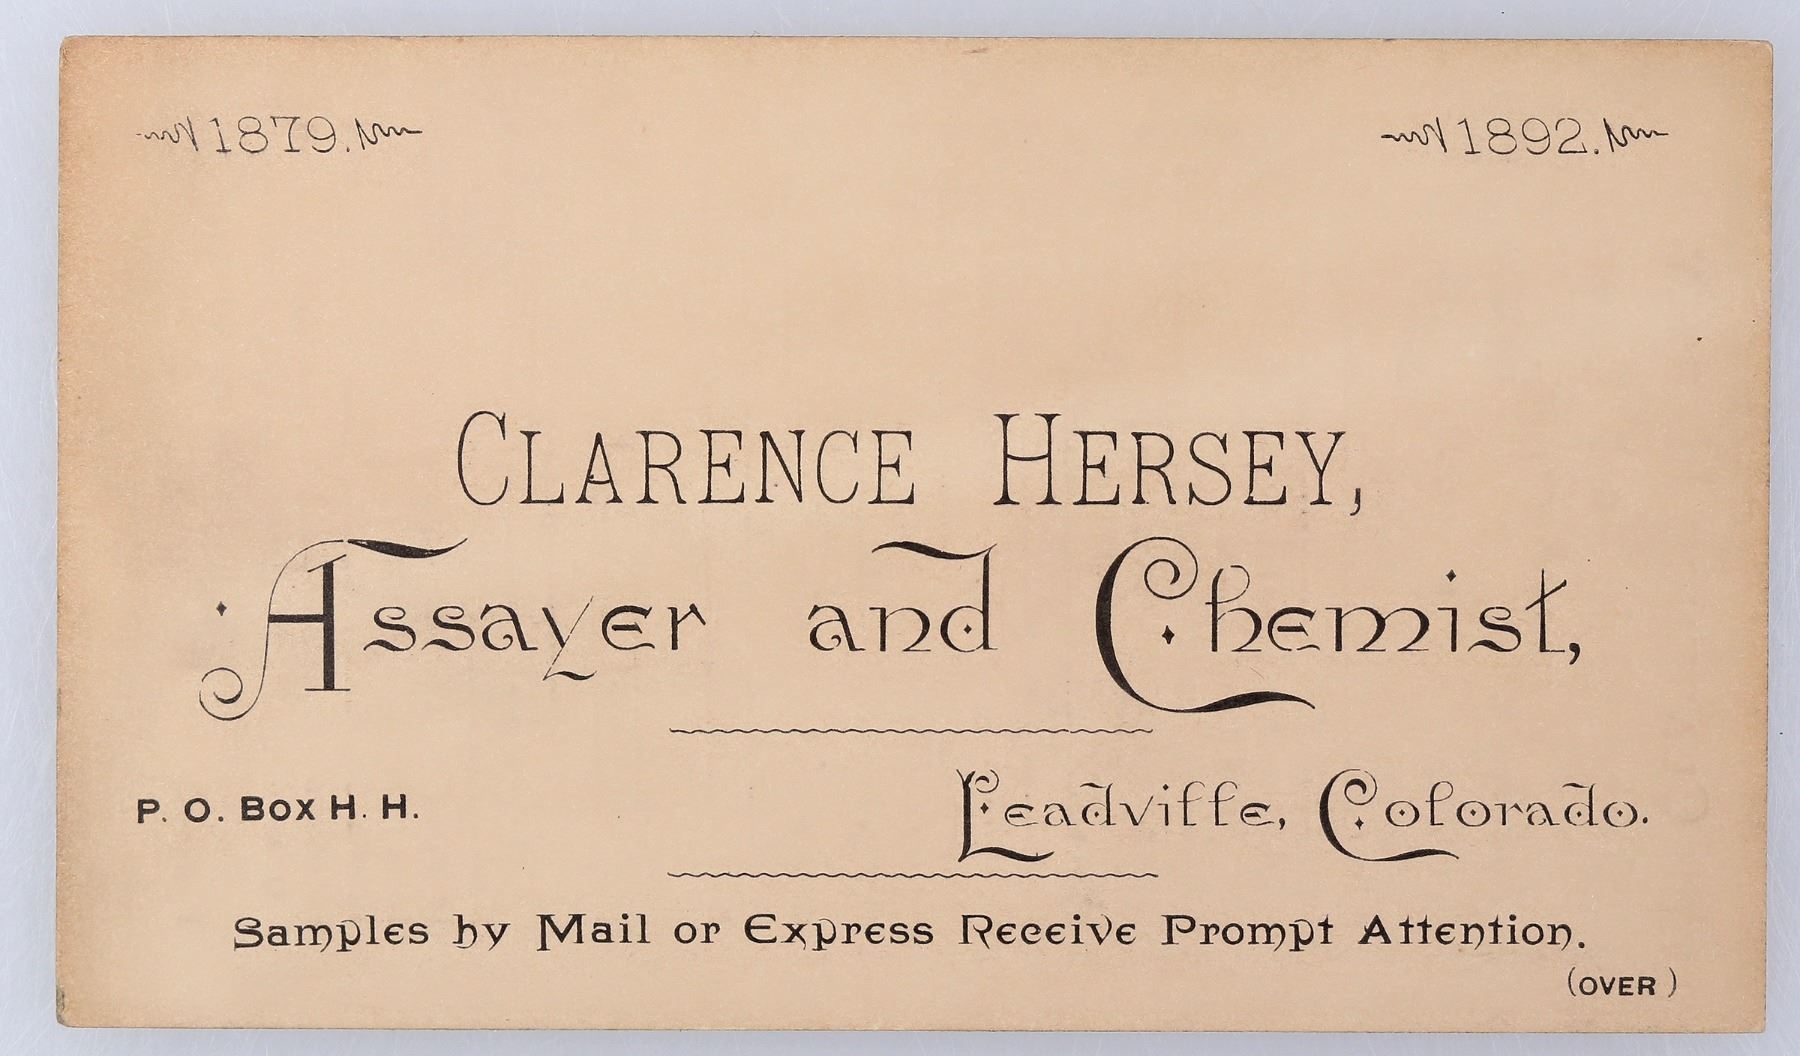 1879. 1892.
CLARENCE HERSEY,
Assayer and Chemist,
P. O. BOX H. H. Leadville, Colorado.
Samples by Mail or Express Receive Prompt Attention.
(OVER)